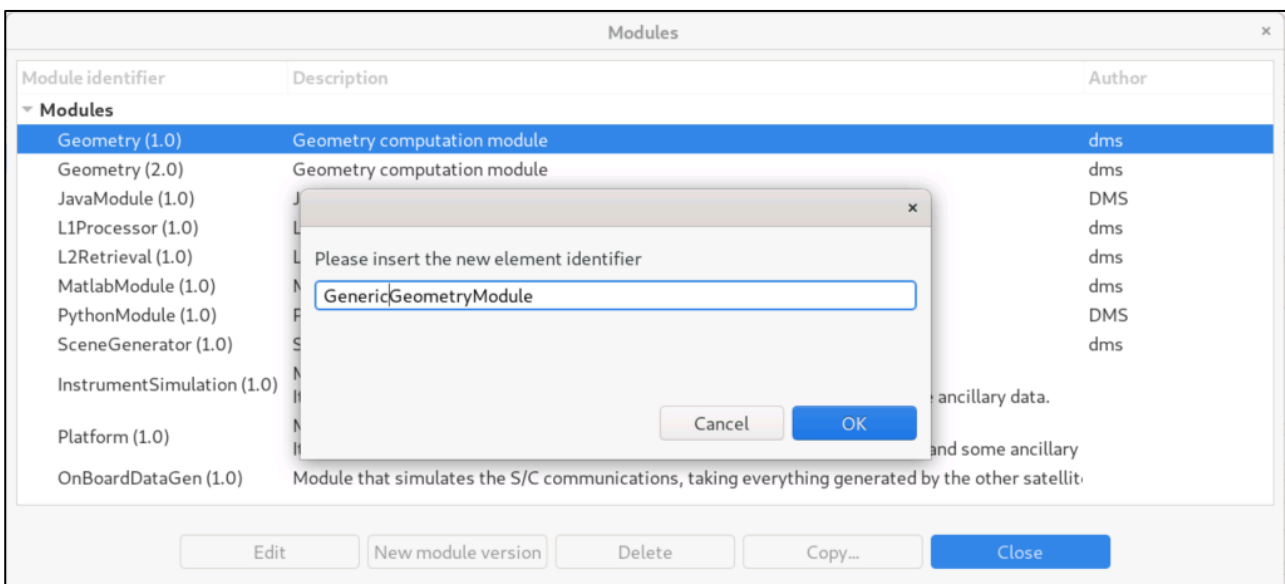 Modules ×
Module identifier Description Author
Modules
Geometry (1.0) Geometry computation module dms
Geometry (2.0) Geometry computation module dms
JavaModule (1.0) J DMS
L1Processor (1.0) L dms
L2Retrieval (1.0) L dms
MatlabModule (1.0) M dms
PythonModule (1.0) P DMS
SceneGenerator (1.0) S dms
InstrumentSimulation (1.0) M
It ancillary data.
Platform (1.0) M
It and some ancillary
OnBoardDataGen (1.0) Module that simulates the S/C communications, taking everything generated by the other satellit
×
Please insert the new element identifier
GenericGeometryModule
Cancel OK
Edit New module version Delete Copy... Close